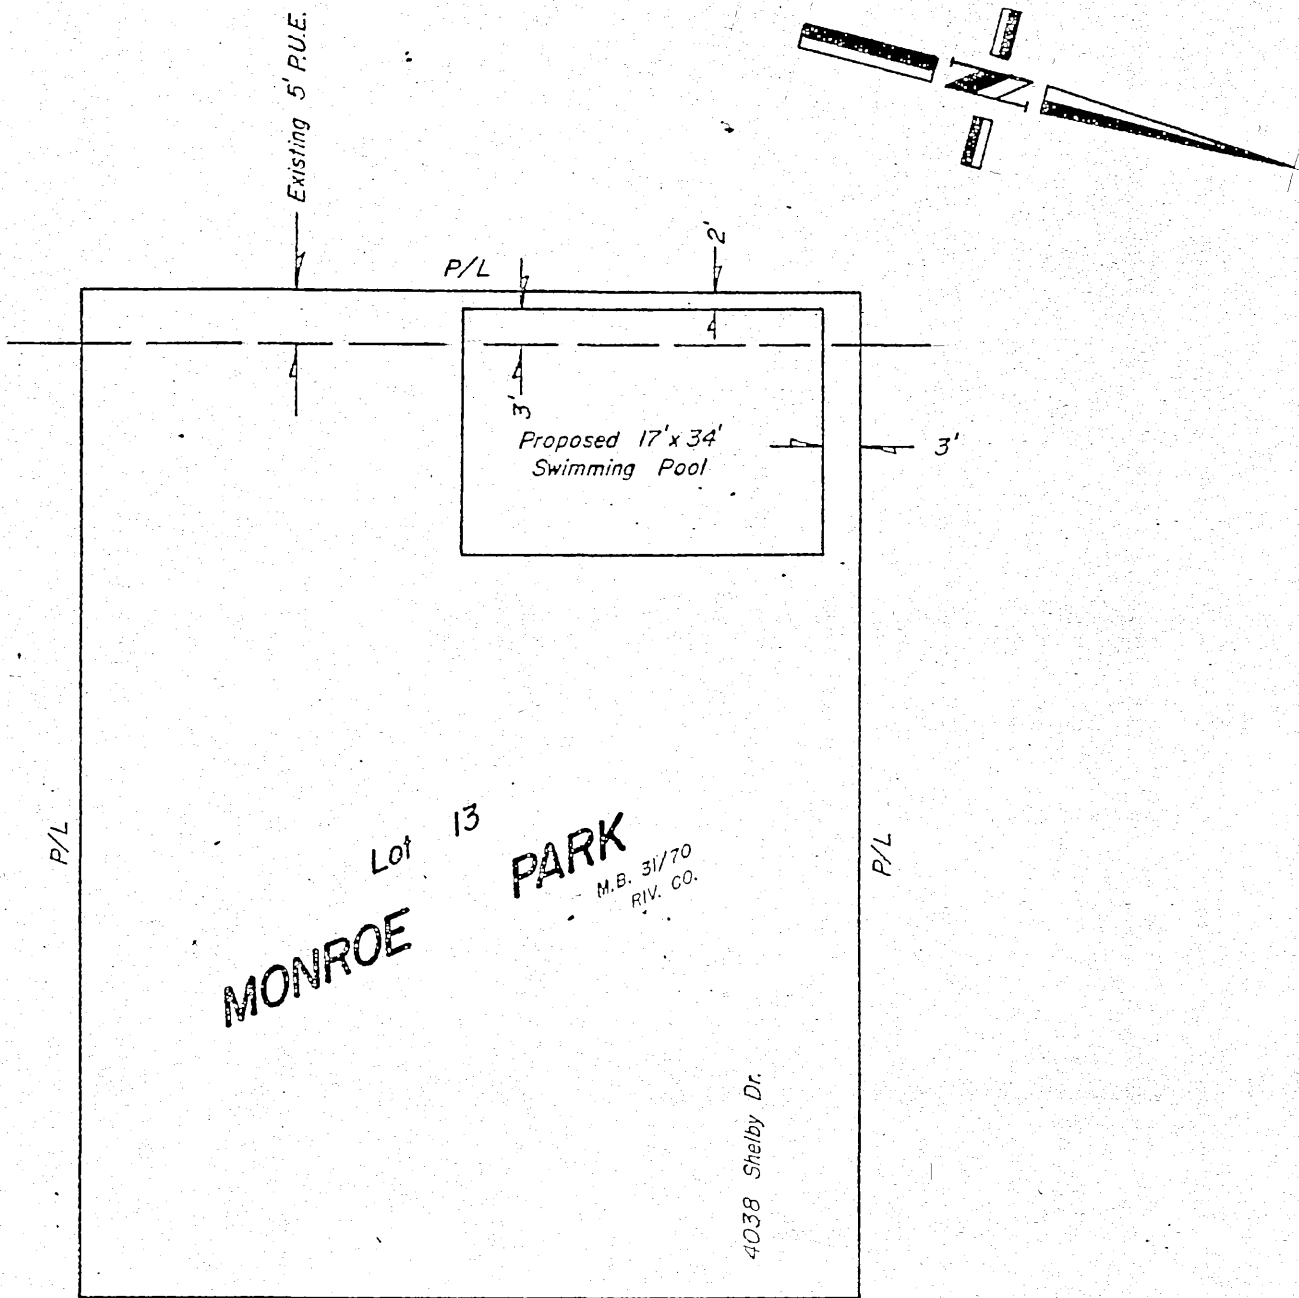 Existing 5' P.U.E.
P/L
2'
3'
Proposed 17' x 34'
Swimming Pool
3'
P/L
Lot 13
MONROE PARK
M.B. 31/70
RIV. CO.
P/L
4038 Shelby Dr.